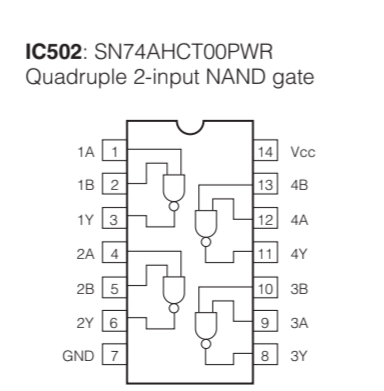 IC502: SN74AHCT00PWR
Quadruple 2-input NAND gate
1A 1 14 Vcc
1B 2 13 4B
1Y 3 12 4A
2A 4 11 4Y
2B 5 10 3B
2Y 6 9 3A
GND 7 8 3Y